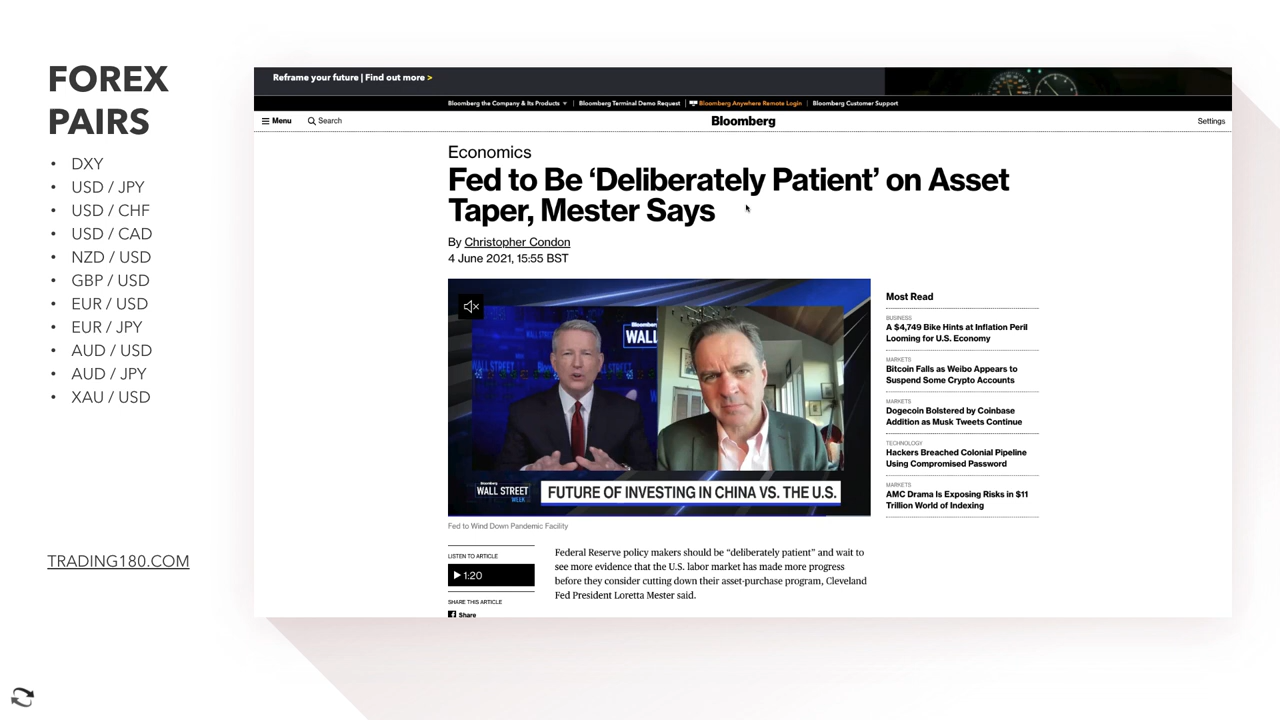 FOREX
PAIRS
• DXY
• USD / JPY
• USD / CHF
• USD / CAD
• NZD / USD
• GBP / USD
• EUR / USD
• EUR / JPY
• AUD / USD
• AUD / JPY
• XAU / USD
TRADING180.COM
Reframe your future | Find out more >
Bloomberg the Company & Its Products ▾ | Bloomberg Terminal Demo Request | Bloomberg Anywhere Remote Login | Bloomberg Customer Support
Menu Search Bloomberg Settings
Economics
Fed to Be ‘Deliberately Patient’ on Asset
Taper, Mester Says
By Christopher Condon
4 June 2021, 15:55 BST
Bloomberg
WALL
WALL STREET
Bloomberg
WALL STREET
WEEK
FUTURE OF INVESTING IN CHINA VS. THE U.S.
Fed to Wind Down Pandemic Facility
LISTEN TO ARTICLE
1:20
SHARE THIS ARTICLE
Share
Federal Reserve policy makers should be “deliberately patient” and wait to
see more evidence that the U.S. labor market has made more progress
before they consider cutting down their asset-purchase program, Cleveland
Fed President Loretta Mester said.
Most Read
BUSINESS
A $4,749 Bike Hints at Inflation Peril
Looming for U.S. Economy
MARKETS
Bitcoin Falls as Weibo Appears to
Suspend Some Crypto Accounts
MARKETS
Dogecoin Bolstered by Coinbase
Addition as Musk Tweets Continue
TECHNOLOGY
Hackers Breached Colonial Pipeline
Using Compromised Password
MARKETS
AMC Drama Is Exposing Risks in $11
Trillion World of Indexing